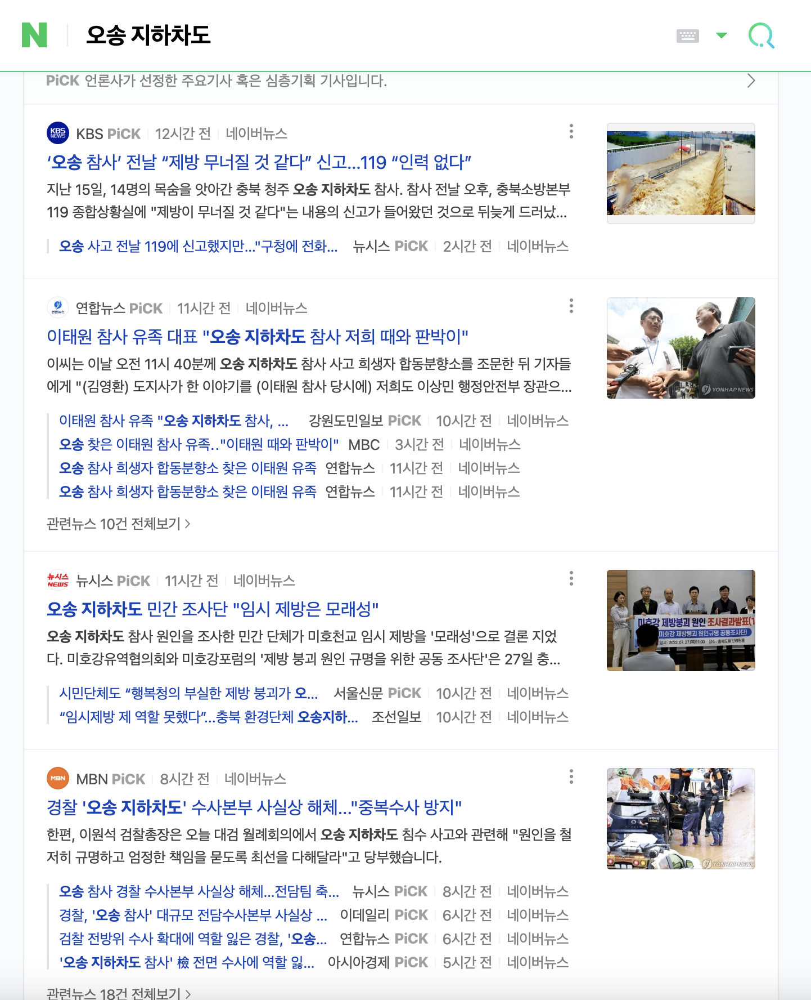 N 오송 지하차도
PiCK 언론사가 선정한 주요기사 혹은 심층기획 기사입니다.
KBS NEWS KBS PiCK 12시간 전 네이버뉴스
‘오송 참사’ 전날 “제방 무너질 것 같다” 신고…119 “인력 없다”
지난 15일, 14명의 목숨을 앗아간 충북 청주 오송 지하차도 참사. 참사 전날 오후, 충북소방본부
119 종합상황실에 "제방이 무너질 것 같다"는 내용의 신고가 들어왔던 것으로 뒤늦게 드러났...
오송 사고 전날 119에 신고했지만…"구청에 전화... 뉴시스 PiCK 2시간 전 네이버뉴스
연합뉴스 연합뉴스 PiCK 11시간 전 네이버뉴스
이태원 참사 유족 대표 "오송 지하차도 참사 저희 때와 판박이"
이씨는 이날 오전 11시 40분께 오송 지하차도 참사 사고 희생자 합동분향소를 조문한 뒤 기자들
에게 "(김영환) 도지사가 한 이야기를 (이태원 참사 당시에) 저희도 이상민 행정안전부 장관으...
YONHAP NEWS
이태원 참사 유족 "오송 지하차도 참사, ... 강원도민일보 PiCK 10시간 전 네이버뉴스
오송 찾은 이태원 참사 유족.."이태원 때와 판박이" MBC 3시간 전 네이버뉴스
오송 참사 희생자 합동분향소 찾은 이태원 유족 연합뉴스 11시간 전 네이버뉴스
오송 참사 희생자 합동분향소 찾은 이태원 유족 연합뉴스 11시간 전 네이버뉴스
관련뉴스 10건 전체보기
뉴시스 NEWS 뉴시스 PiCK 11시간 전 네이버뉴스
오송 지하차도 민간 조사단 "임시 제방은 모래성"
오송 지하차도 참사 원인을 조사한 민간 단체가 미호천교 임시 제방을 '모래성'으로 결론 지었
다. 미호강유역협의회와 미호강포럼의 '제방 붕괴 원인 규명을 위한 공동 조사단'은 27일 충...
미호강 제방붕괴 원인 조사결과발표(1
미호강 제방붕괴 원인규명 공동조사단)
일시 : 2023. 07. 27.(목)11:00 장소 : 충북도청 브리핑룸
시민단체도 “행복청의 부실한 제방 붕괴가 오... 서울신문 PiCK 10시간 전 네이버뉴스
“임시제방 제 역할 못했다”…충북 환경단체 오송지하... 조선일보 10시간 전 네이버뉴스
MBN MBN PiCK 8시간 전 네이버뉴스
경찰 '오송 지하차도' 수사본부 사실상 해체…"중복수사 방지"
한편, 이원석 검찰총장은 오늘 대검 월례회의에서 오송 지하차도 침수 사고와 관련해 "원인을 철
저히 규명하고 엄정한 책임을 묻도록 최선을 다해달라"고 당부했습니다.
YONHAP NEWS
오송 참사 경찰 수사본부 사실상 해체…전담팀 축... 뉴시스 PiCK 8시간 전 네이버뉴스
경찰, '오송 참사' 대규모 전담수사본부 사실상 ... 이데일리 PiCK 6시간 전 네이버뉴스
검찰 전방위 수사 확대에 역할 잃은 경찰, '오송... 연합뉴스 PiCK 6시간 전 네이버뉴스
'오송 지하차도 참사' 檢 전면 수사에 역할 잃... 아시아경제 PiCK 5시간 전 네이버뉴스
관련뉴스 18건 전체보기